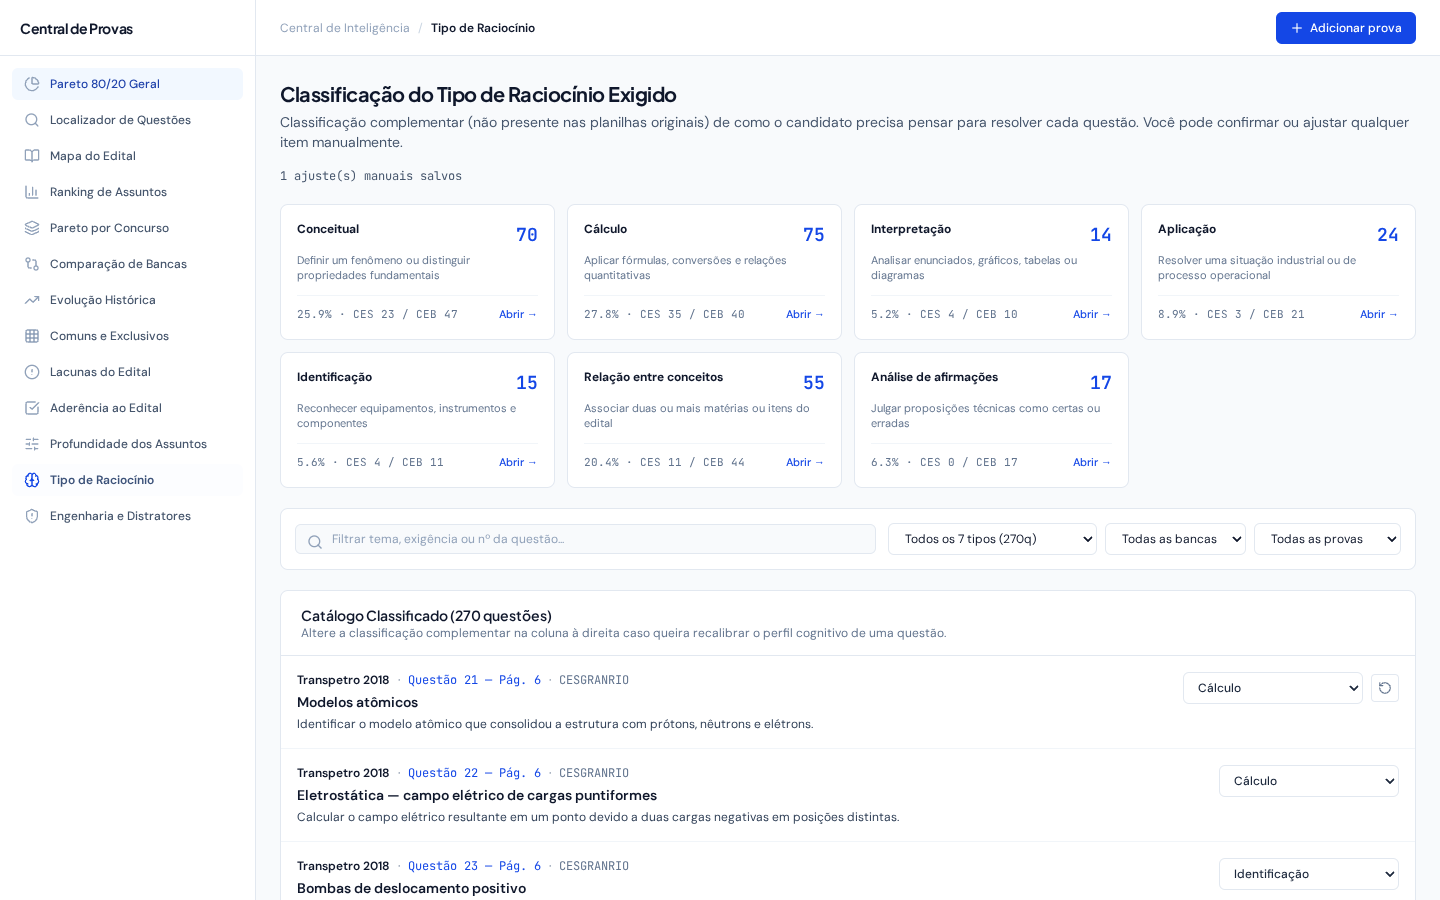 Central de Provas
Central de Inteligência / Tipo de Raciocínio
Adicionar prova
Pareto 80/20 Geral
Localizador de Questões
Mapa do Edital
Ranking de Assuntos
Pareto por Concurso
Comparação de Bancas
Evolução Histórica
Comuns e Exclusivos
Lacunas do Edital
Aderência ao Edital
Profundidade dos Assuntos
Tipo de Raciocínio
Engenharia e Distratores
Classificação do Tipo de Raciocínio Exigido
Classificação complementar (não presente nas planilhas originais) de como o candidato precisa pensar para resolver cada questão. Você pode confirmar ou ajustar qualquer
item manualmente.
1 ajuste(s) manuais salvos
Conceitual 70
Definir um fenômeno ou distinguir
propriedades fundamentais
25.9% · CES 23 / CEB 47 Abrir →
Cálculo 75
Aplicar fórmulas, conversões e relações
quantitativas
27.8% · CES 35 / CEB 40 Abrir →
Interpretação 14
Analisar enunciados, gráficos, tabelas ou
diagramas
5.2% · CES 4 / CEB 10 Abrir →
Aplicação 24
Resolver uma situação industrial ou de
processo operacional
8.9% · CES 3 / CEB 21 Abrir →
Identificação 15
Reconhecer equipamentos, instrumentos e
componentes
5.6% · CES 4 / CEB 11 Abrir →
Relação entre conceitos 55
Associar duas ou mais matérias ou itens do
edital
20.4% · CES 11 / CEB 44 Abrir →
Análise de afirmações 17
Julgar proposições técnicas como certas ou
erradas
6.3% · CES 0 / CEB 17 Abrir →
Filtrar tema, exigência ou nº da questão...
Todos os 7 tipos (270q)
Todas as bancas
Todas as provas
Catálogo Classificado (270 questões)
Altere a classificação complementar na coluna à direita caso queira recalibrar o perfil cognitivo de uma questão.
Transpetro 2018 · Questão 21 — Pág. 6 · CESGRANRIO
Modelos atômicos
Identificar o modelo atômico que consolidou a estrutura com prótons, nêutrons e elétrons.
Cálculo
Transpetro 2018 · Questão 22 — Pág. 6 · CESGRANRIO
Eletrostática — campo elétrico de cargas puntiformes
Calcular o campo elétrico resultante em um ponto devido a duas cargas negativas em posições distintas.
Cálculo
Transpetro 2018 · Questão 23 — Pág. 6 · CESGRANRIO
Bombas de deslocamento positivo
Identificação